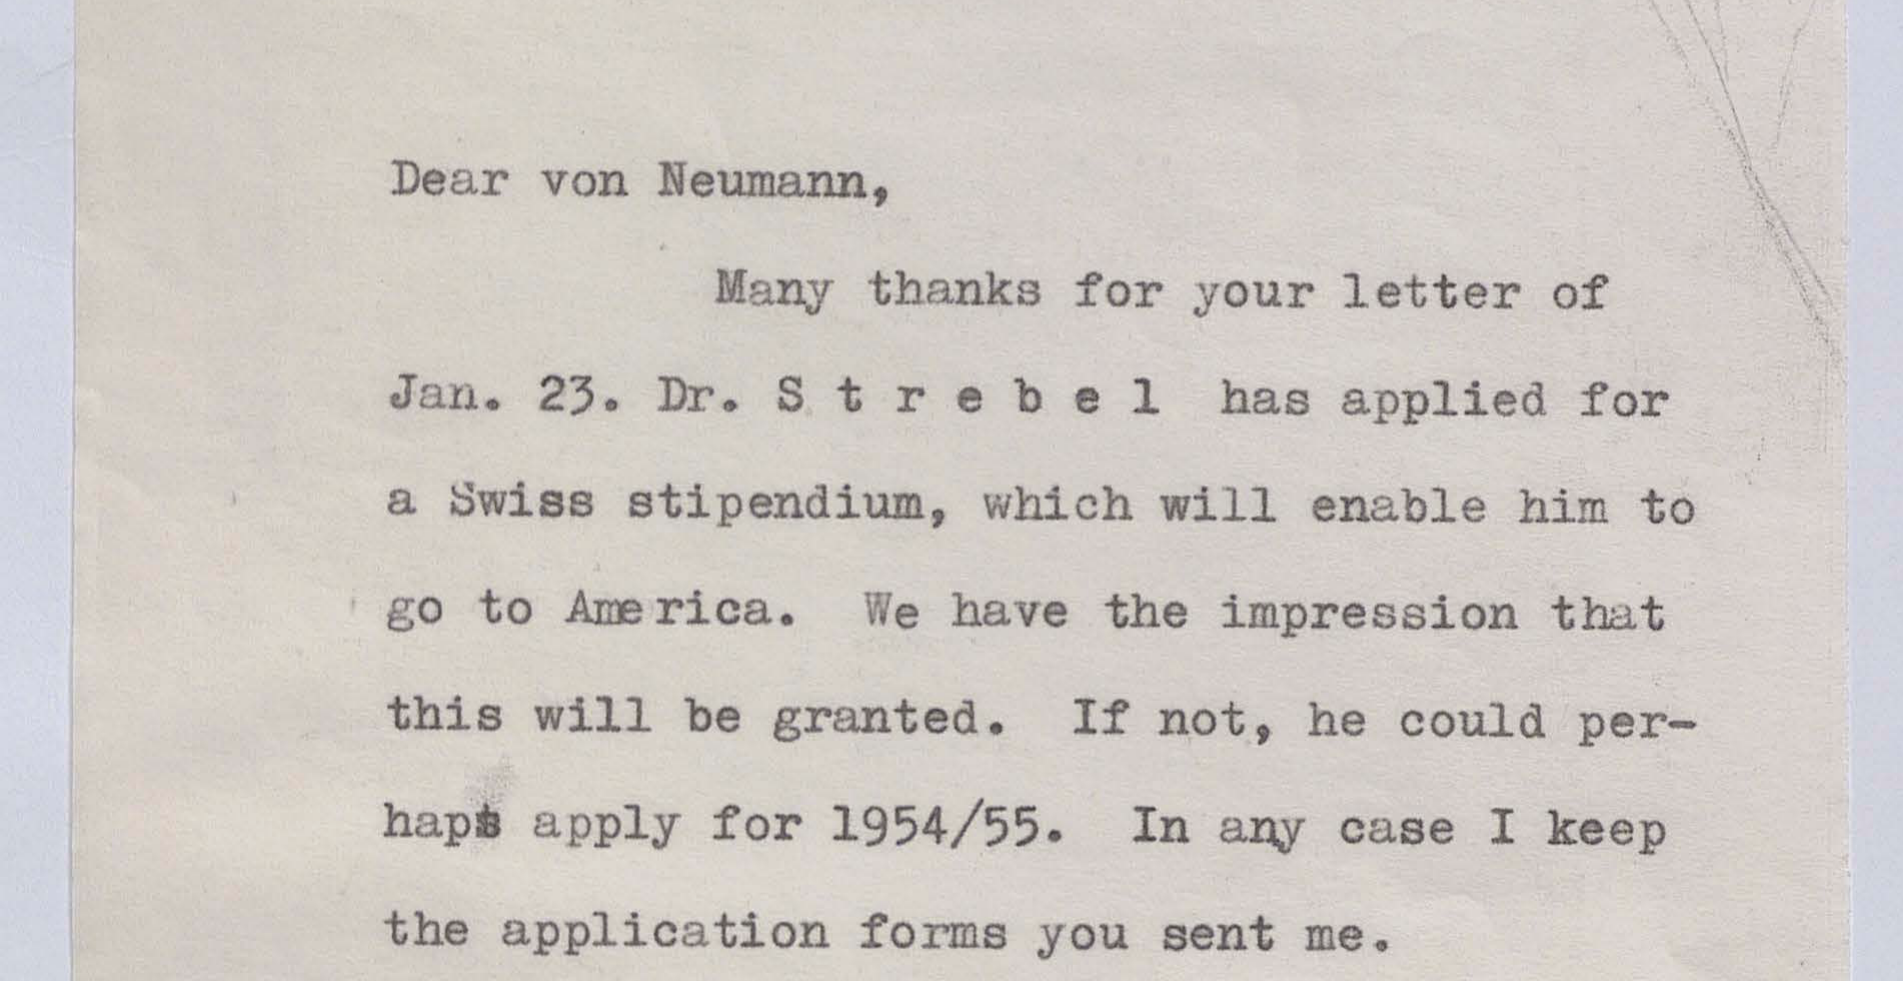 Dear von Neumann,
Many thanks for your letter of
Jan. 23. Dr. S t r e b e l has applied for
a Swiss stipendium, which will enable him to
go to America. We have the impression that
this will be granted. If not, he could per-
haps apply for 1954/55. In any case I keep
the application forms you sent me.